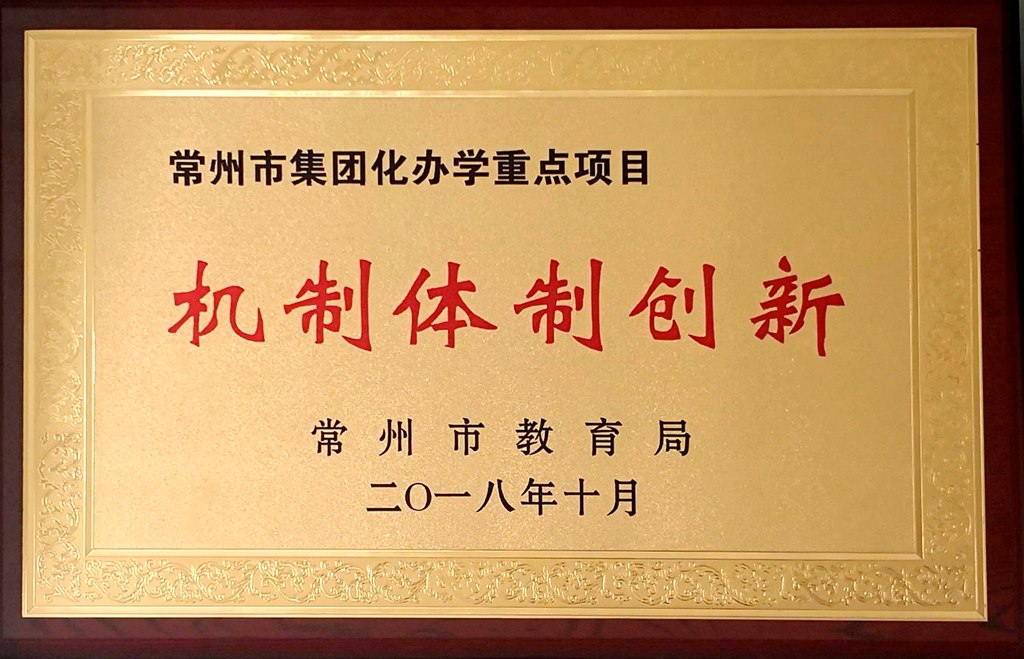 常州市集团化办学重点项目
机制体制创新
常州市教育局
二〇一八年十月